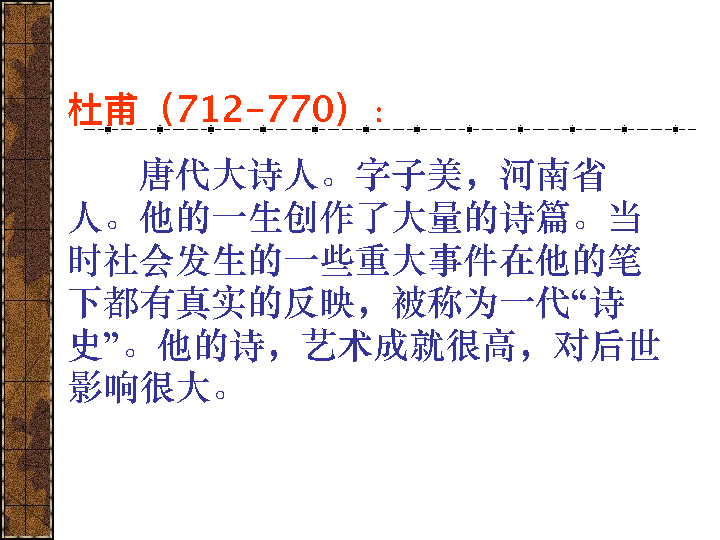 杜甫（712-770）：
唐代大诗人。字子美，河南省
人。他的一生创作了大量的诗篇。当
时社会发生的一些重大事件在他的笔
下都有真实的反映，被称为一代“诗
史”。他的诗，艺术成就很高，对后世
影响很大。